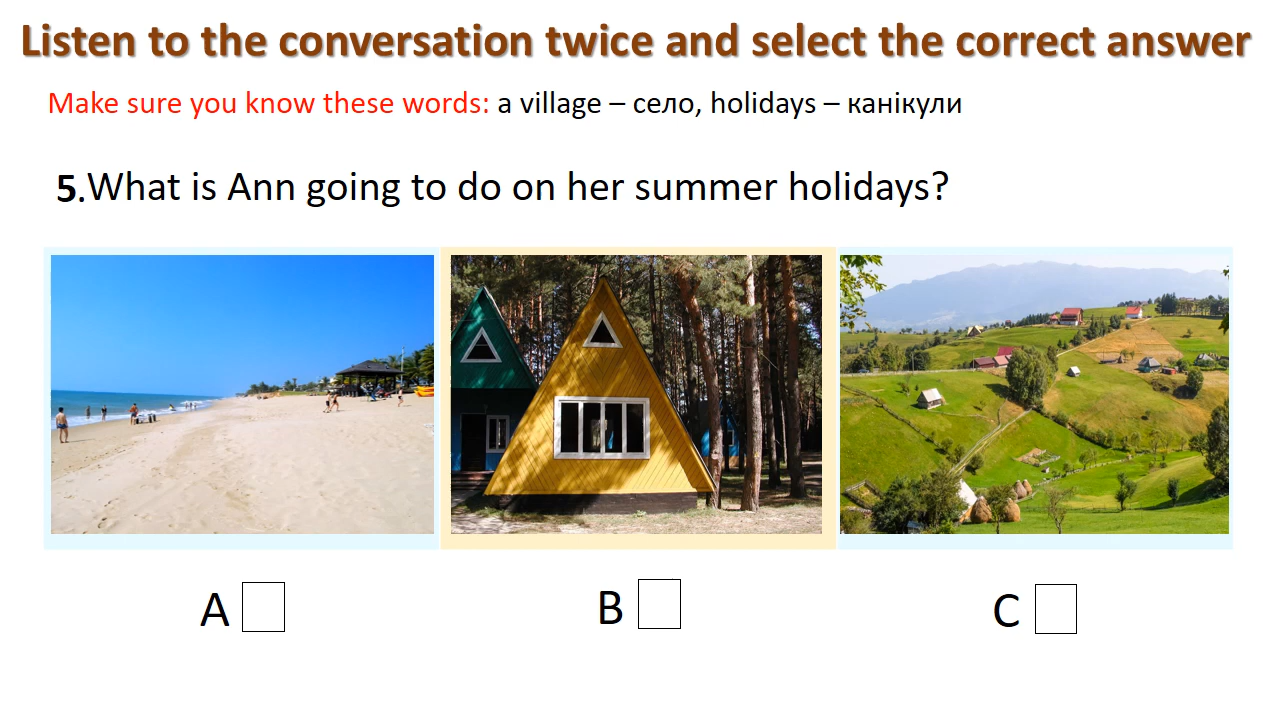 Listen to the conversation twice and select the correct answer
Make sure you know these words: a village – село, holidays – канікули
5.What is Ann going to do on her summer holidays?
A B C